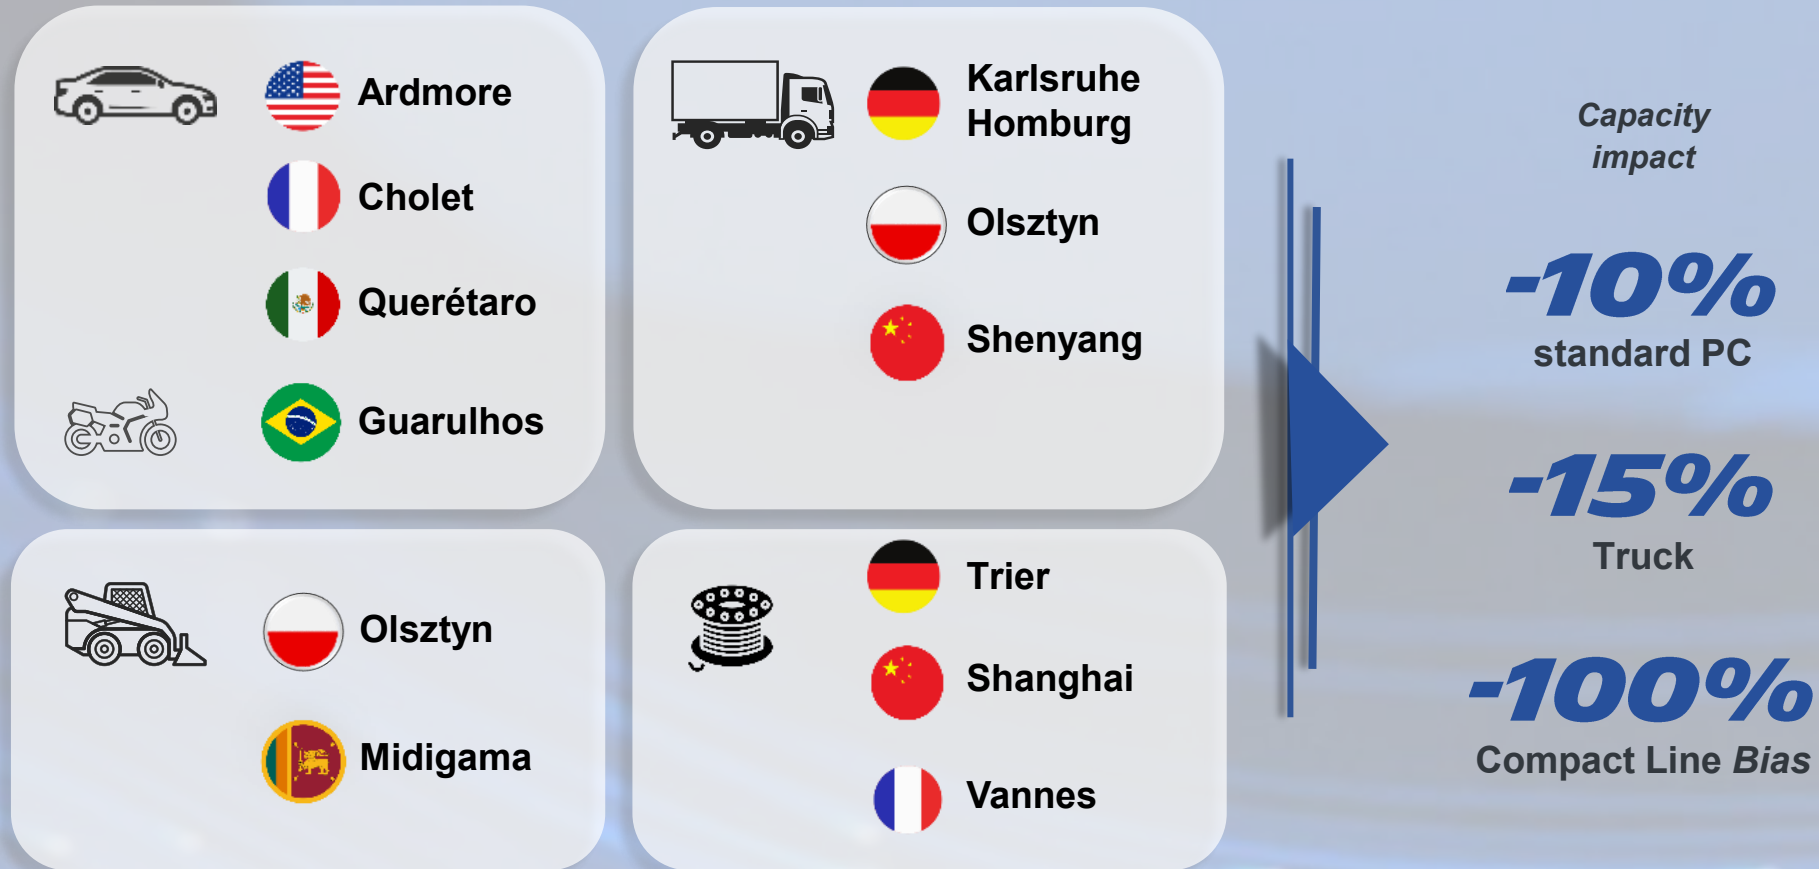 Ardmore
Cholet
Querétaro
Guarulhos
Karlsruhe
Homburg
Olsztyn
Shenyang
Olsztyn
Midigama
Trier
Shanghai
Vannes
Capacity
impact
-10%
standard PC
-15%
Truck
-100%
Compact Line Bias